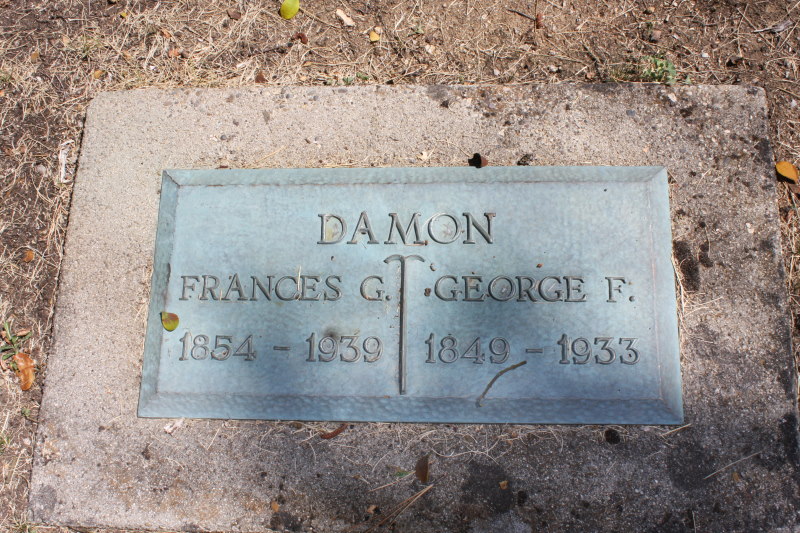 DAMON
FRANCES G. GEORGE F.
1854 - 1939 1849 - 1933